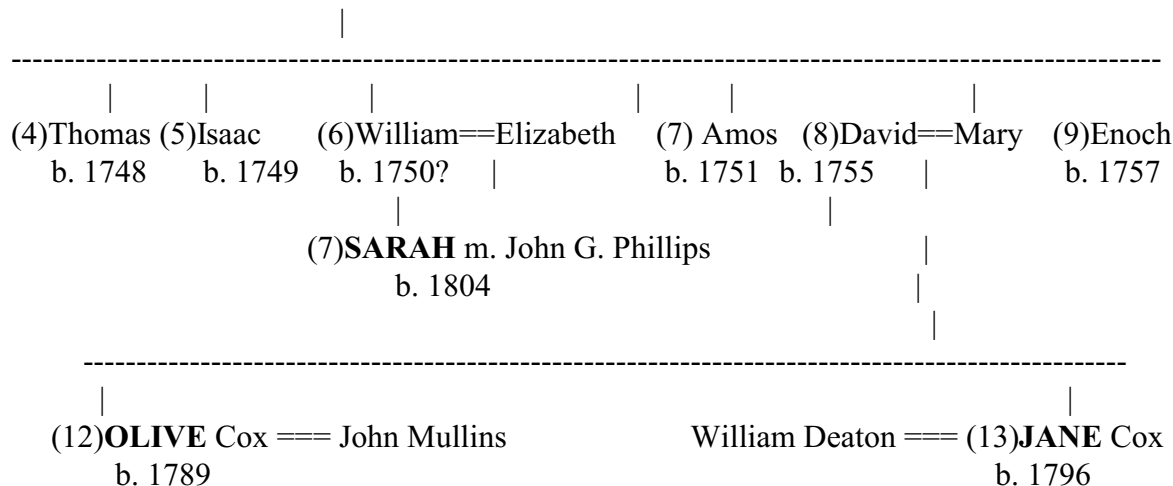 (4)Thomas (5)Isaac (6)William==Elizabeth (7) Amos (8)David==Mary (9)Enoch
b. 1748 b. 1749 b. 1750? b. 1751 b. 1755 b. 1757
(7)SARAH m. John G. Phillips
b. 1804
(12)OLIVE Cox === John Mullins William Deaton === (13)JANE Cox
b. 1789 b. 1796